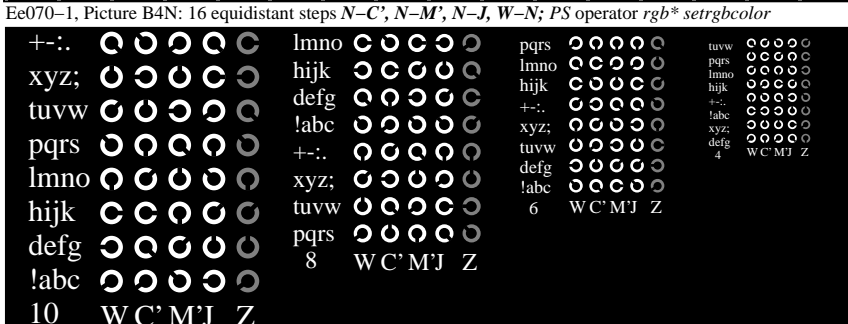 Ee070−1, Picture B4N: 16 equidistant steps N−C’, N−M’, N−J, W−N; PS operator rgb* setrgbcolor
+-:.
xyz;
tuvw
pqrs
lmno
hijk
defg
!abc
10 W C’ M’J Z
lmno
hijk
defg
!abc
+-:.
xyz;
tuvw
pqrs
8 W C’ M’J Z
pqrs
lmno
hijk
+-:.
xyz;
tuvw
defg
!abc
6 W C’ M’J Z
tuvw
pqrs
lmno
hijk
+-:.
!abc
xyz;
defg
4 W C’ M’J Z